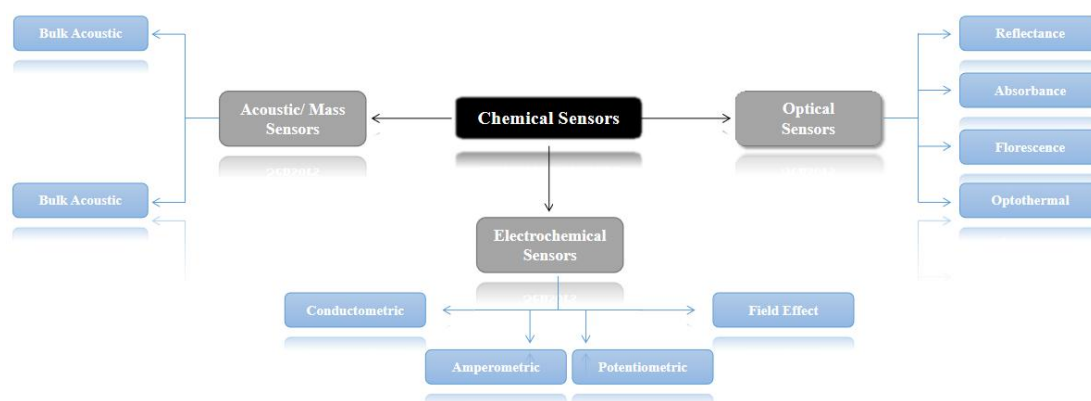 Bulk Acoustic
Reflectance
Acoustic/ Mass
Sensors
Chemical Sensors
Optical
Sensors
Absorbance
Florescence
Bulk Acoustic
Optothermal
Electrochemical
Sensors
Conductometric
Field Effect
Amperometric
Potentiometric